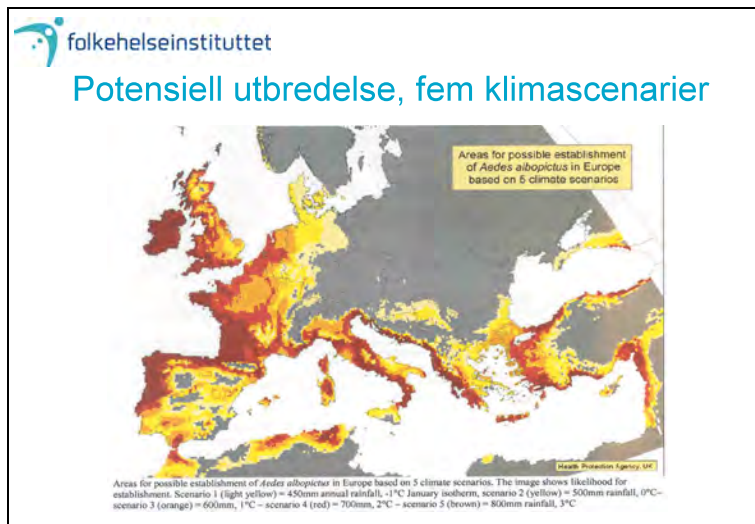 folkehelseinstituttet
Potensiell utbredelse, fem klimascenarier
Areas for possible establishment
of Aedes albopictus in Europe
based on 5 climate scenarios
Health Protection Agency, UK
Areas for possible establishment of Aedes albopictus in Europe based on 5 climate scenarios. The image shows likelihood for
establishment. Scenario 1 (light yellow) = 450mm annual rainfall, -1°C January isotherm, scenario 2 (yellow) = 500mm rainfall, 0°C–
scenario 3 (orange) = 600mm, 1°C – scenario 4 (red) = 700mm, 2°C – scenario 5 (brown) = 800mm rainfall, 3°C